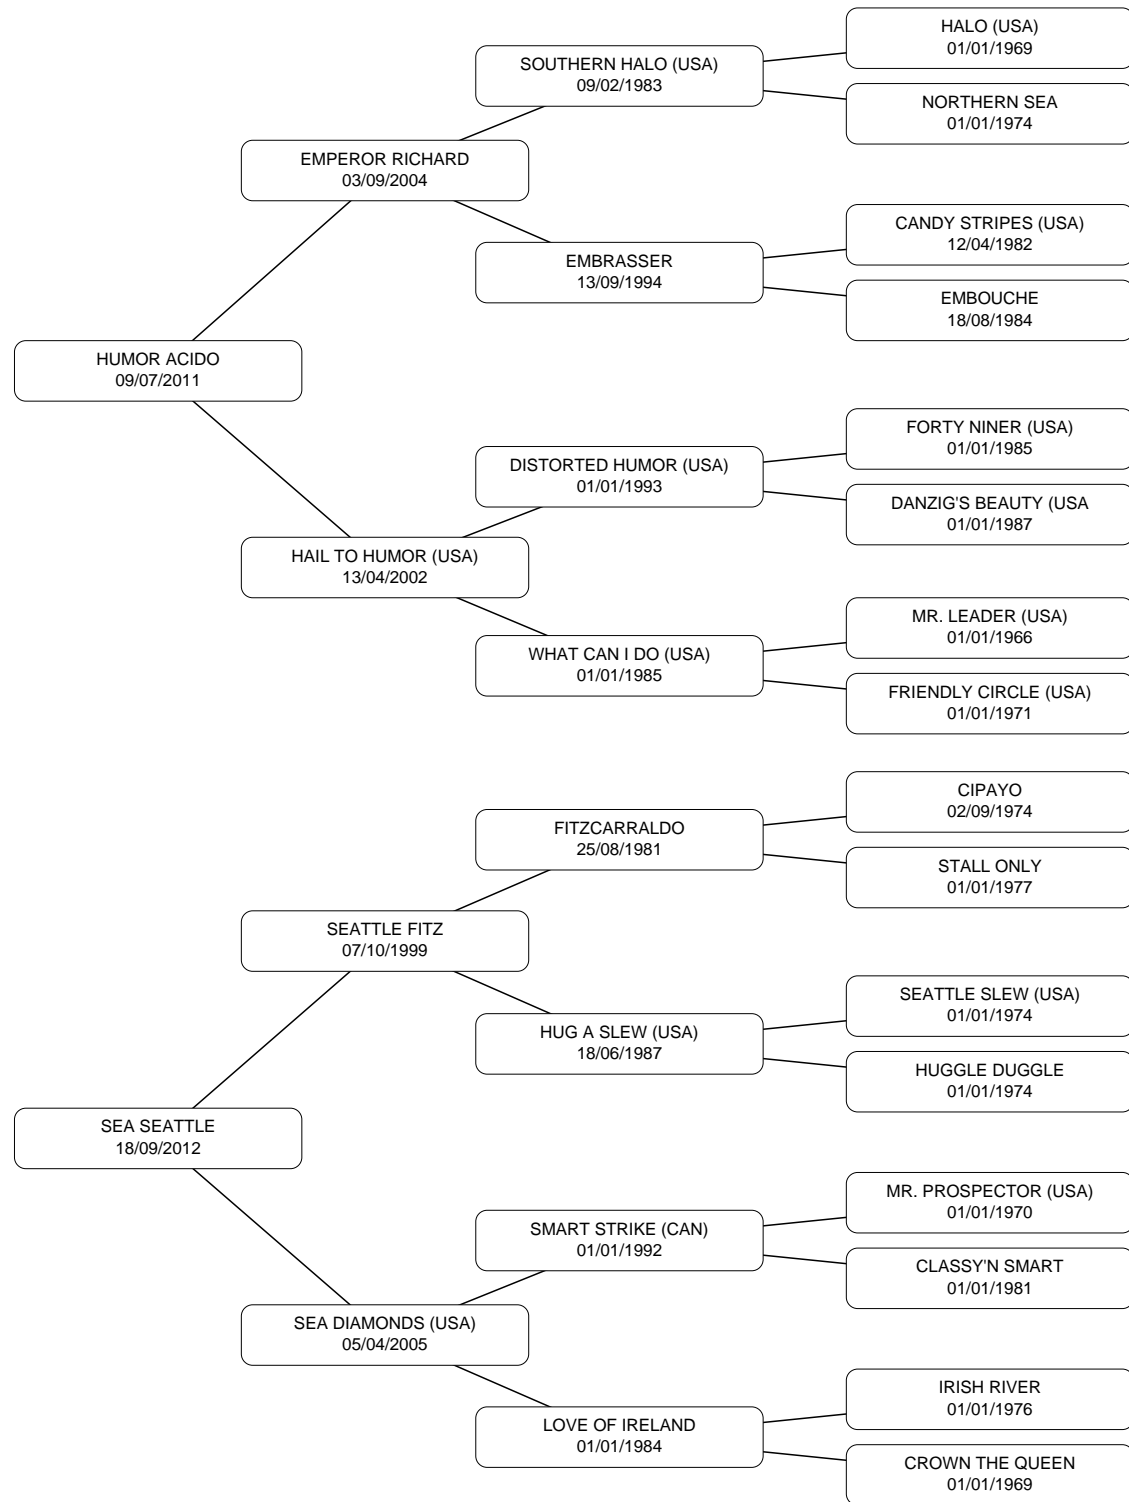 HALO (USA)
01/01/1969
SOUTHERN HALO (USA)
09/02/1983
NORTHERN SEA
01/01/1974
EMPEROR RICHARD
03/09/2004
CANDY STRIPES (USA)
12/04/1982
EMBRASSER
13/09/1994
EMBOUCHE
18/08/1984
HUMOR ACIDO
09/07/2011
FORTY NINER (USA)
01/01/1985
DISTORTED HUMOR (USA)
01/01/1993
DANZIG'S BEAUTY (USA
01/01/1987
HAIL TO HUMOR (USA)
13/04/2002
MR. LEADER (USA)
01/01/1966
WHAT CAN I DO (USA)
01/01/1985
FRIENDLY CIRCLE (USA)
01/01/1971
CIPAYO
02/09/1974
FITZCARRALDO
25/08/1981
STALL ONLY
01/01/1977
SEATTLE FITZ
07/10/1999
SEATTLE SLEW (USA)
01/01/1974
HUG A SLEW (USA)
18/06/1987
HUGGLE DUGGLE
01/01/1974
SEA SEATTLE
18/09/2012
MR. PROSPECTOR (USA)
01/01/1970
SMART STRIKE (CAN)
01/01/1992
CLASSY'N SMART
01/01/1981
SEA DIAMONDS (USA)
05/04/2005
IRISH RIVER
01/01/1976
LOVE OF IRELAND
01/01/1984
CROWN THE QUEEN
01/01/1969